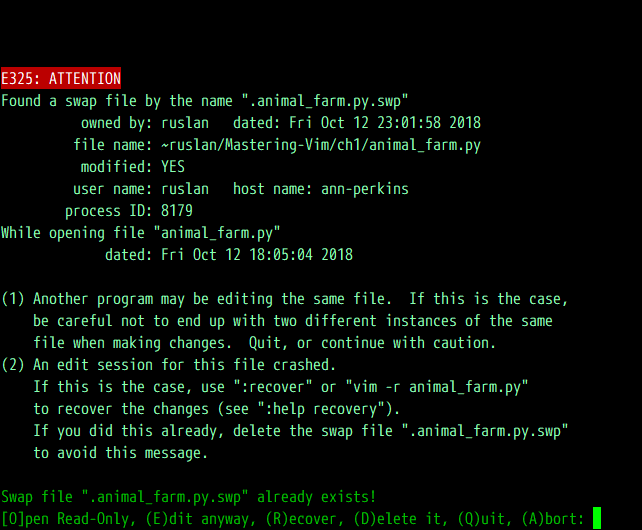 E325: ATTENTION
Found a swap file by the name ".animal_farm.py.swp"
          owned by: ruslan   dated: Fri Oct 12 23:01:58 2018
         file name: ~ruslan/Mastering-Vim/ch1/animal_farm.py
          modified: YES
         user name: ruslan   host name: ann-perkins
        process ID: 8179
While opening file "animal_farm.py"
             dated: Fri Oct 12 18:05:04 2018

(1) Another program may be editing the same file.  If this is the case,
    be careful not to end up with two different instances of the same
    file when making changes.  Quit, or continue with caution.
(2) An edit session for this file crashed.
    If this is the case, use ":recover" or "vim -r animal_farm.py"
    to recover the changes (see ":help recovery").
    If you did this already, delete the swap file ".animal_farm.py.swp"
    to avoid this message.

Swap file ".animal_farm.py.swp" already exists!
[O]pen Read-Only, (E)dit anyway, (R)ecover, (D)elete it, (Q)uit, (A)bort: